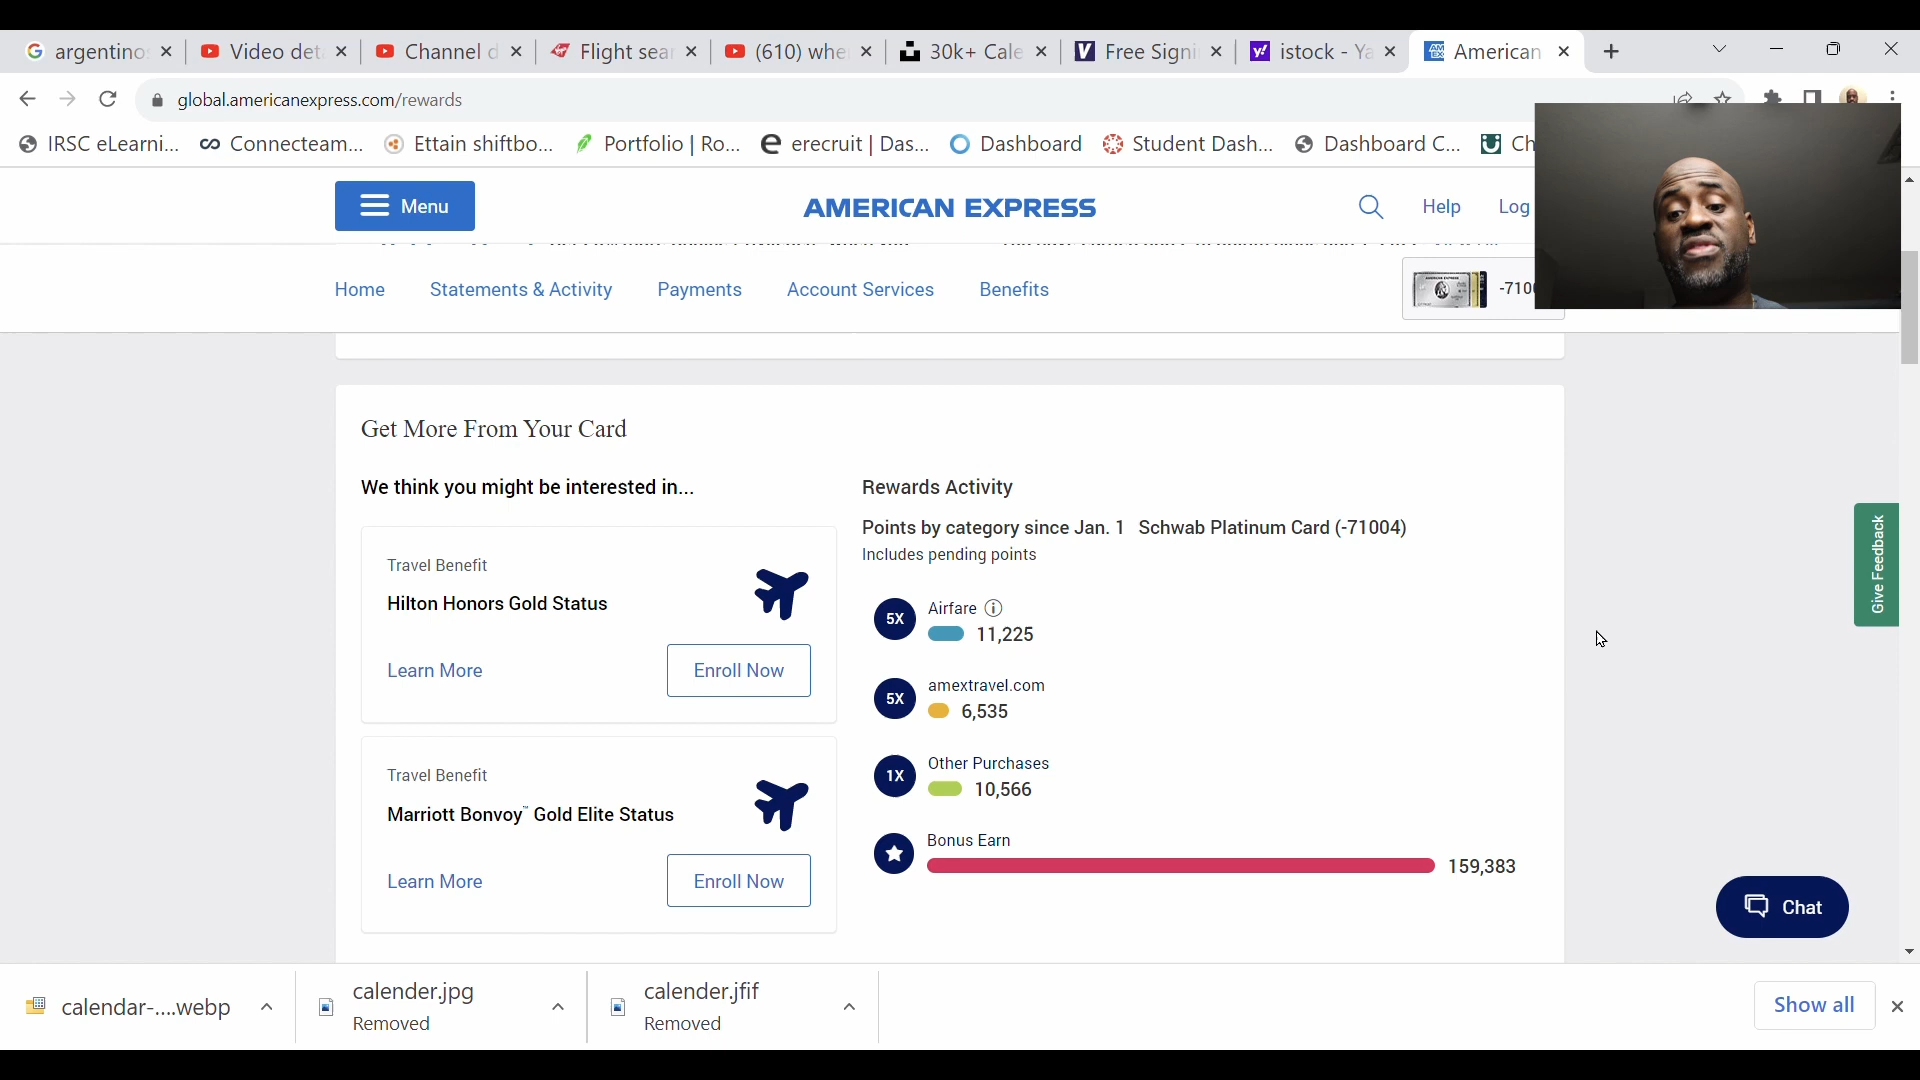 argentino
Video det
Channel d
Flight sear
(610) whe
30k+ Cale
Free Signi
istock - Ya
American
global.americanexpress.com/rewards
IRSC eLearni...
Connecteam...
Ettain shiftbo...
Portfolio | Ro...
erecruit | Das...
Dashboard
Student Dash...
Dashboard C...
Ch
Menu
AMERICAN EXPRESS
Help
Log
Home
Statements & Activity
Payments
Account Services
Benefits
-710
Get More From Your Card
We think you might be interested in...
Travel Benefit
Hilton Honors Gold Status
Learn More
Enroll Now
Travel Benefit
Marriott Bonvoy™ Gold Elite Status
Learn More
Enroll Now
Rewards Activity
Points by category since Jan. 1 Schwab Platinum Card (-71004)
Includes pending points
5X
Airfare
11,225
5X
amextravel.com
6,535
1X
Other Purchases
10,566
Bonus Earn
159,383
Give Feedback
Chat
calendar-....webp
calender.jpg
Removed
calender.jfif
Removed
Show all